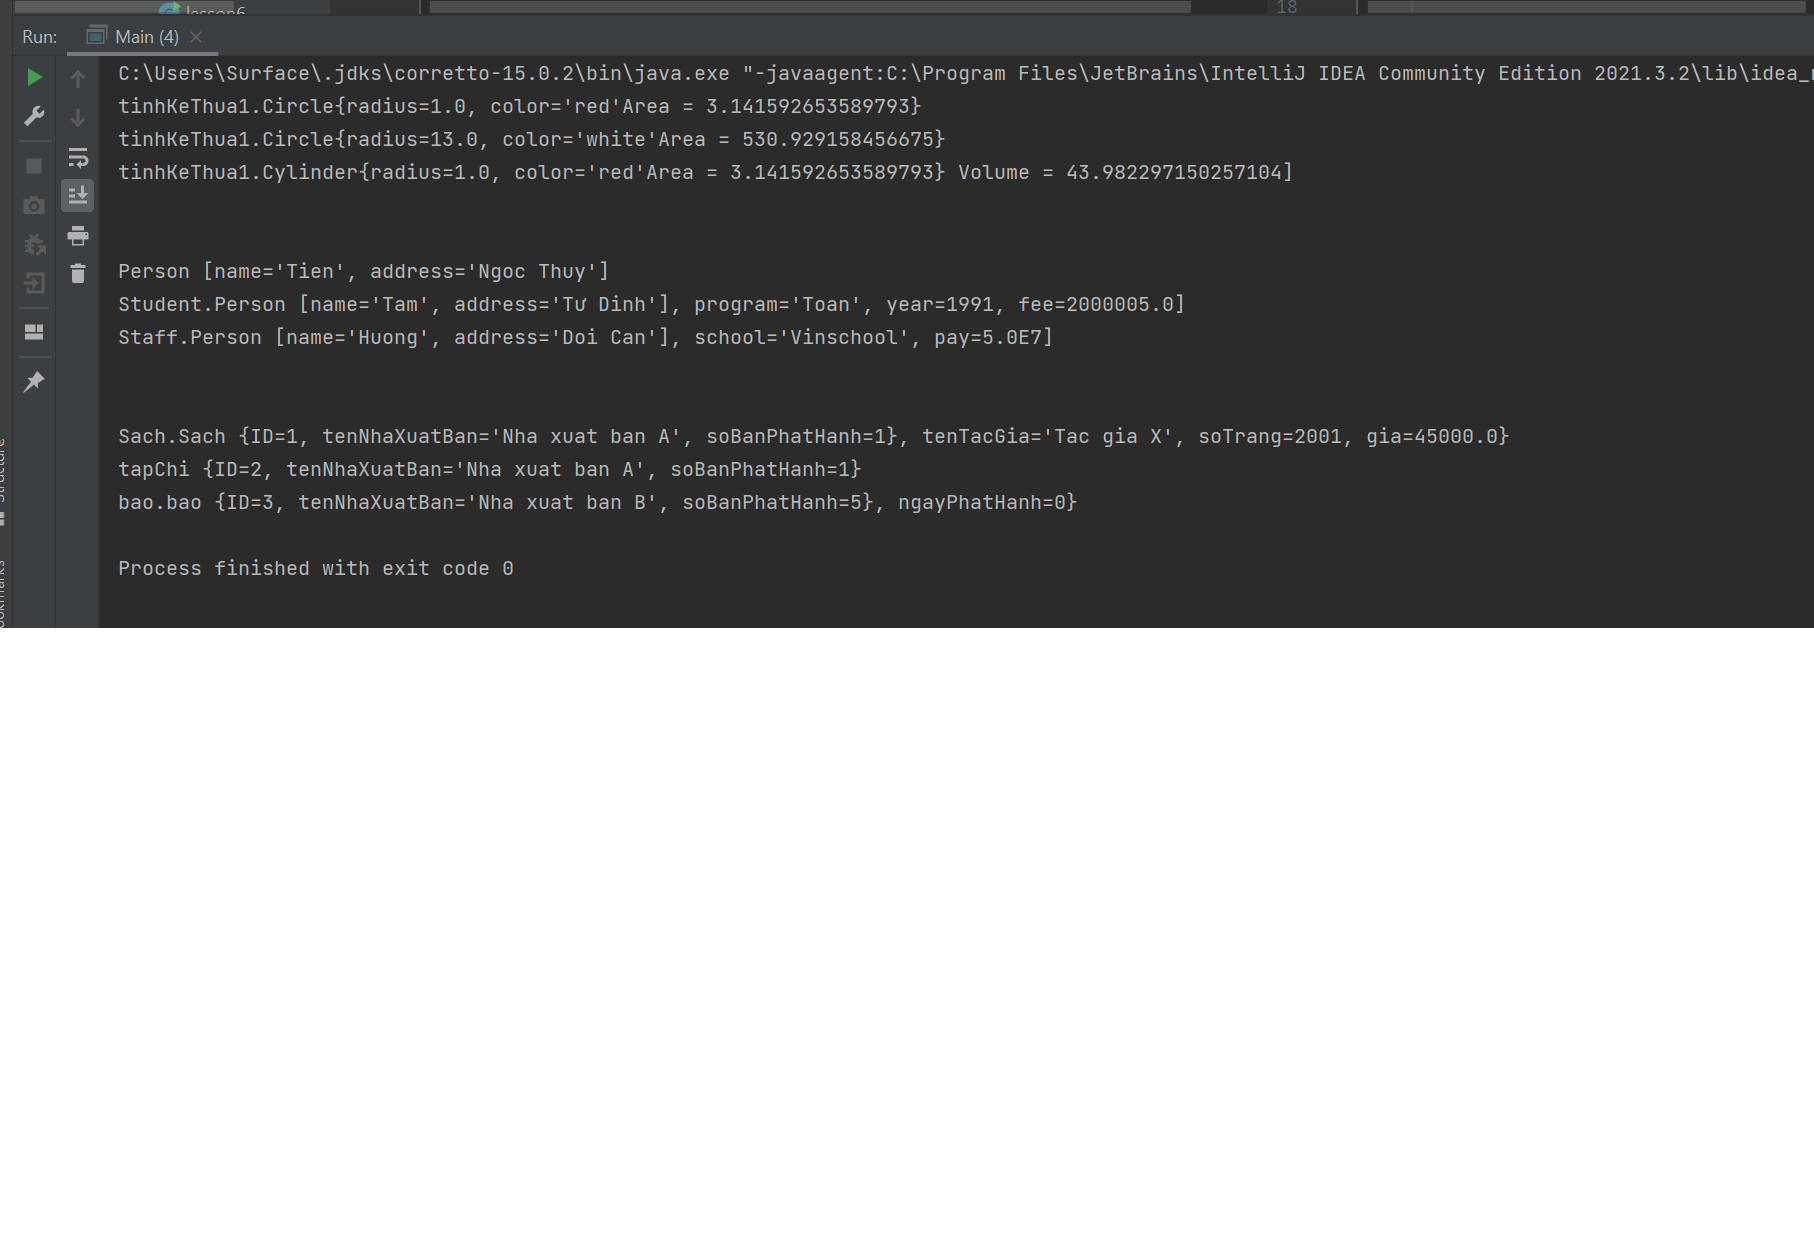 lesson6
18
Run: Main (4)
C:\Users\Surface\.jdks\corretto-15.0.2\bin\java.exe "-javaagent:C:\Program Files\JetBrains\IntelliJ IDEA Community Edition 2021.3.2\lib\idea_
tinhKeThua1.Circle{radius=1.0, color='red'Area = 3.141592653589793}
tinhKeThua1.Circle{radius=13.0, color='white'Area = 530.929158456675}
tinhKeThua1.Cylinder{radius=1.0, color='red'Area = 3.141592653589793} Volume = 43.982297150257104]
Person [name='Tien', address='Ngoc Thuy']
Student.Person [name='Tam', address='Tư Dinh'], program='Toan', year=1991, fee=2000005.0]
Staff.Person [name='Huong', address='Doi Can'], school='Vinschool', pay=5.0E7]
Sach.Sach {ID=1, tenNhaXuatBan='Nha xuat ban A', soBanPhatHanh=1}, tenTacGia='Tac gia X', soTrang=2001, gia=45000.0}
tapChi {ID=2, tenNhaXuatBan='Nha xuat ban A', soBanPhatHanh=1}
bao.bao {ID=3, tenNhaXuatBan='Nha xuat ban B', soBanPhatHanh=5}, ngayPhatHanh=0}
Process finished with exit code 0